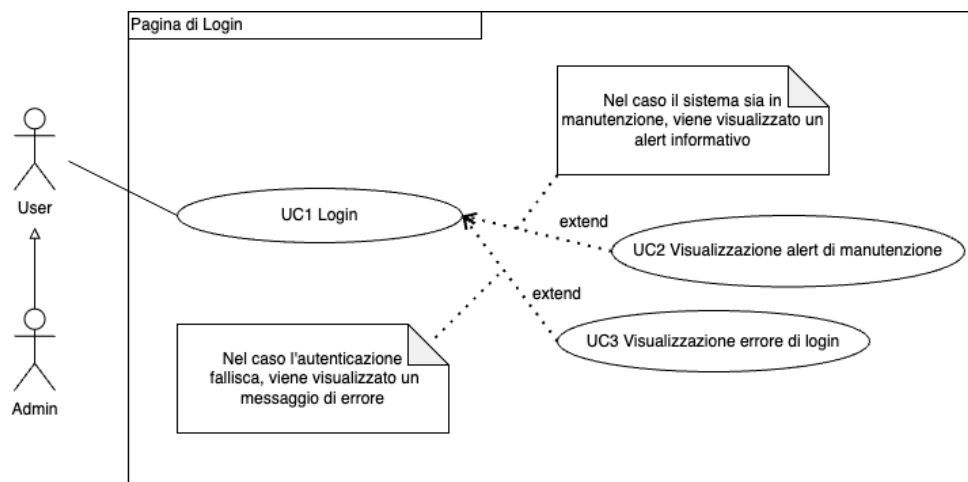 Pagina di Login
Nel caso il sistema sia in
manutenzione, viene visualizzato un
alert informativo
User
UC1 Login
extend
UC2 Visualizzazione alert di manutenzione
extend
UC3 Visualizzazione errore di login
Nel caso l'autenticazione
fallisca, viene visualizzato un
messaggio di errore
Admin